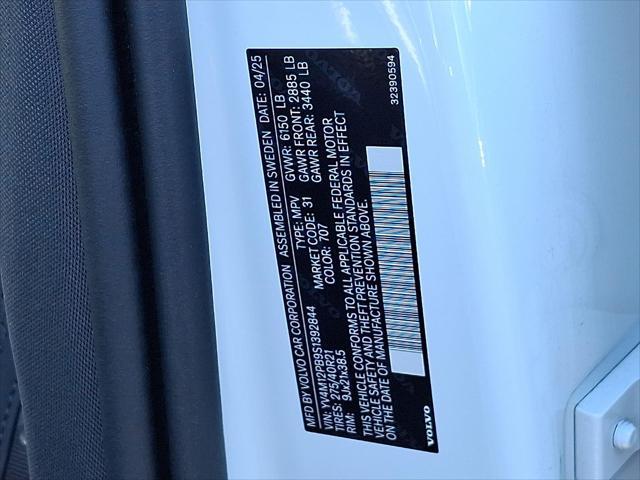 MFD BY VOLVO CAR CORPORATION ASSEMBLED IN SWEDEN DATE: 04/25
VIN: YV4M12PB9S1392844 TYPE: MPV GVWR: 6150 LB
TIRES: 275/40R21 MARKET CODE: 31 GAWR FRONT: 2885 LB
RIM: 9Jx21x38.5 COLOR: 707 GAWR REAR: 3440 LB
THIS VEHICLE CONFORMS TO ALL APPLICABLE FEDERAL MOTOR
VEHICLE SAFETY AND THEFT PREVENTION STANDARDS IN EFFECT
ON THE DATE OF MANUFACTURE SHOWN ABOVE.
VOLVO 32390594